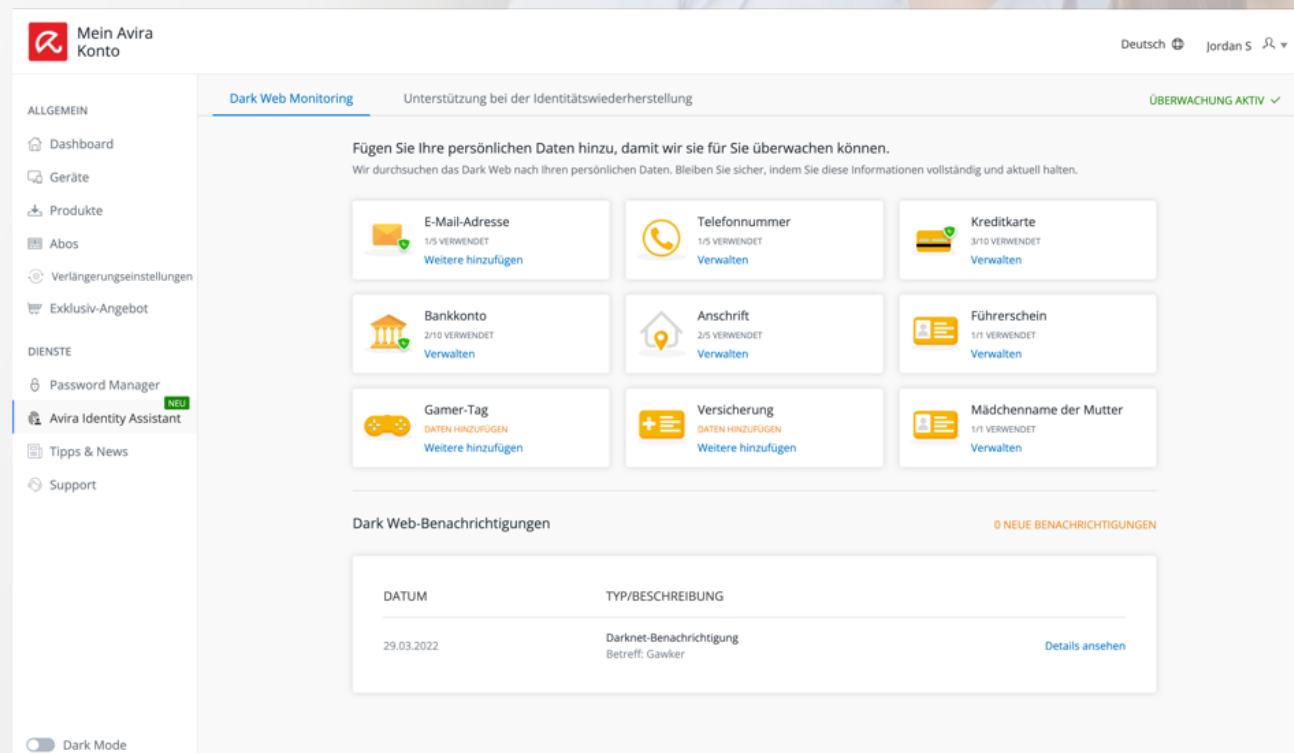 Mein Avira
Konto
Deutsch
Jordan S
ALLGEMEIN
Dashboard
Geräte
Produkte
Abos
Verlängerungseinstellungen
Exklusiv-Angebot
DIENSTE
Password Manager
NEU
Avira Identity Assistant
Tipps & News
Support
Dark Mode
Dark Web Monitoring
Unterstützung bei der Identitätswiederherstellung
ÜBERWACHUNG AKTIV
Fügen Sie Ihre persönlichen Daten hinzu, damit wir sie für Sie überwachen können.
Wir durchsuchen das Dark Web nach Ihren persönlichen Daten. Bleiben Sie sicher, indem Sie diese Informationen vollständig und aktuell halten.
E-Mail-Adresse
1/5 VERWENDET
Weitere hinzufügen
Telefonnummer
1/5 VERWENDET
Verwalten
Kreditkarte
3/10 VERWENDET
Verwalten
Bankkonto
2/10 VERWENDET
Verwalten
Anschrift
2/5 VERWENDET
Verwalten
Führerschein
1/1 VERWENDET
Verwalten
Gamer-Tag
DATEN HINZUFÜGEN
Weitere hinzufügen
Versicherung
DATEN HINZUFÜGEN
Weitere hinzufügen
Mädchenname der Mutter
1/1 VERWENDET
Verwalten
Dark Web-Benachrichtigungen
0 NEUE BENACHRICHTIGUNGEN
DATUM
TYP/BESCHREIBUNG
29.03.2022
Darknet-Benachrichtigung
Betreff: Gawker
Details ansehen